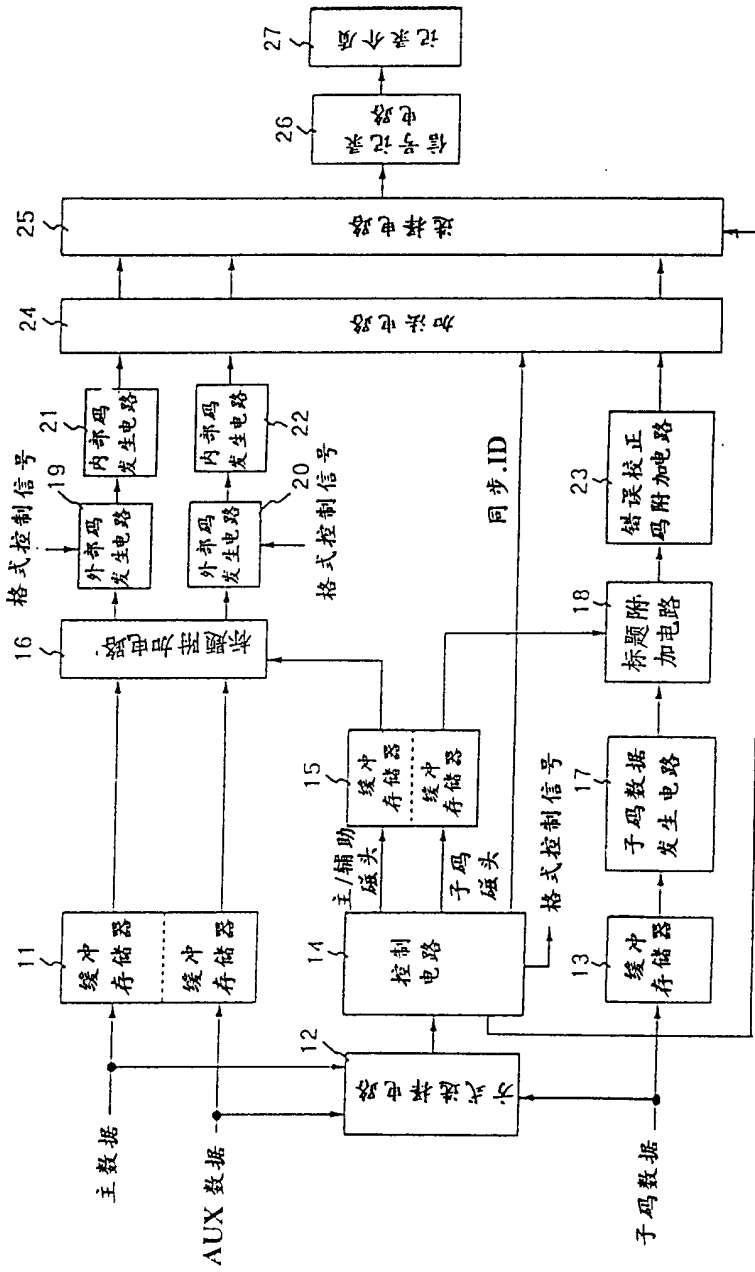 主数据
AUX 数据
子码数据
11
缓冲
存储器
缓冲
存储器
12
方式选择电路
13
缓冲
存储器
14
控制
电路
主/辅助
磁头
子码
磁头
格式控制信号
15
缓冲
存储器
缓冲
存储器
16
标题附加电路
17
子码数据
发生电路
18
标题附
加电路
格式控制信号
19
外部码
发生电路
20
外部码
发生电路
格式控制信号
21
内部码
发生电路
22
内部码
发生电路
同步.ID
23
错误校正
码附加电路
24
加法电路
25
选择电路
26
信号记录
电路
27
记录介质